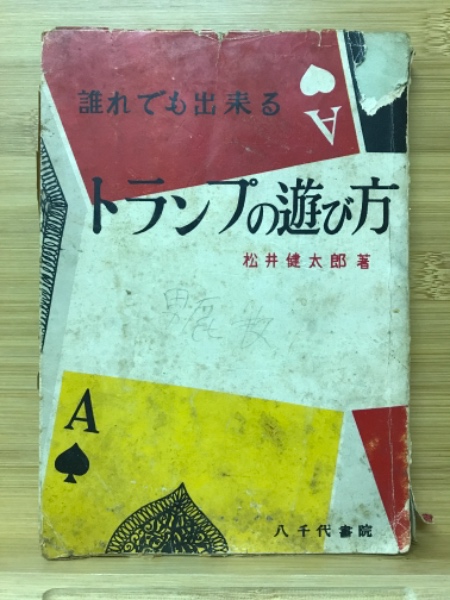 誰れでも出来る
A
トランプの遊び方
松井健太郎著
A
八千代書院